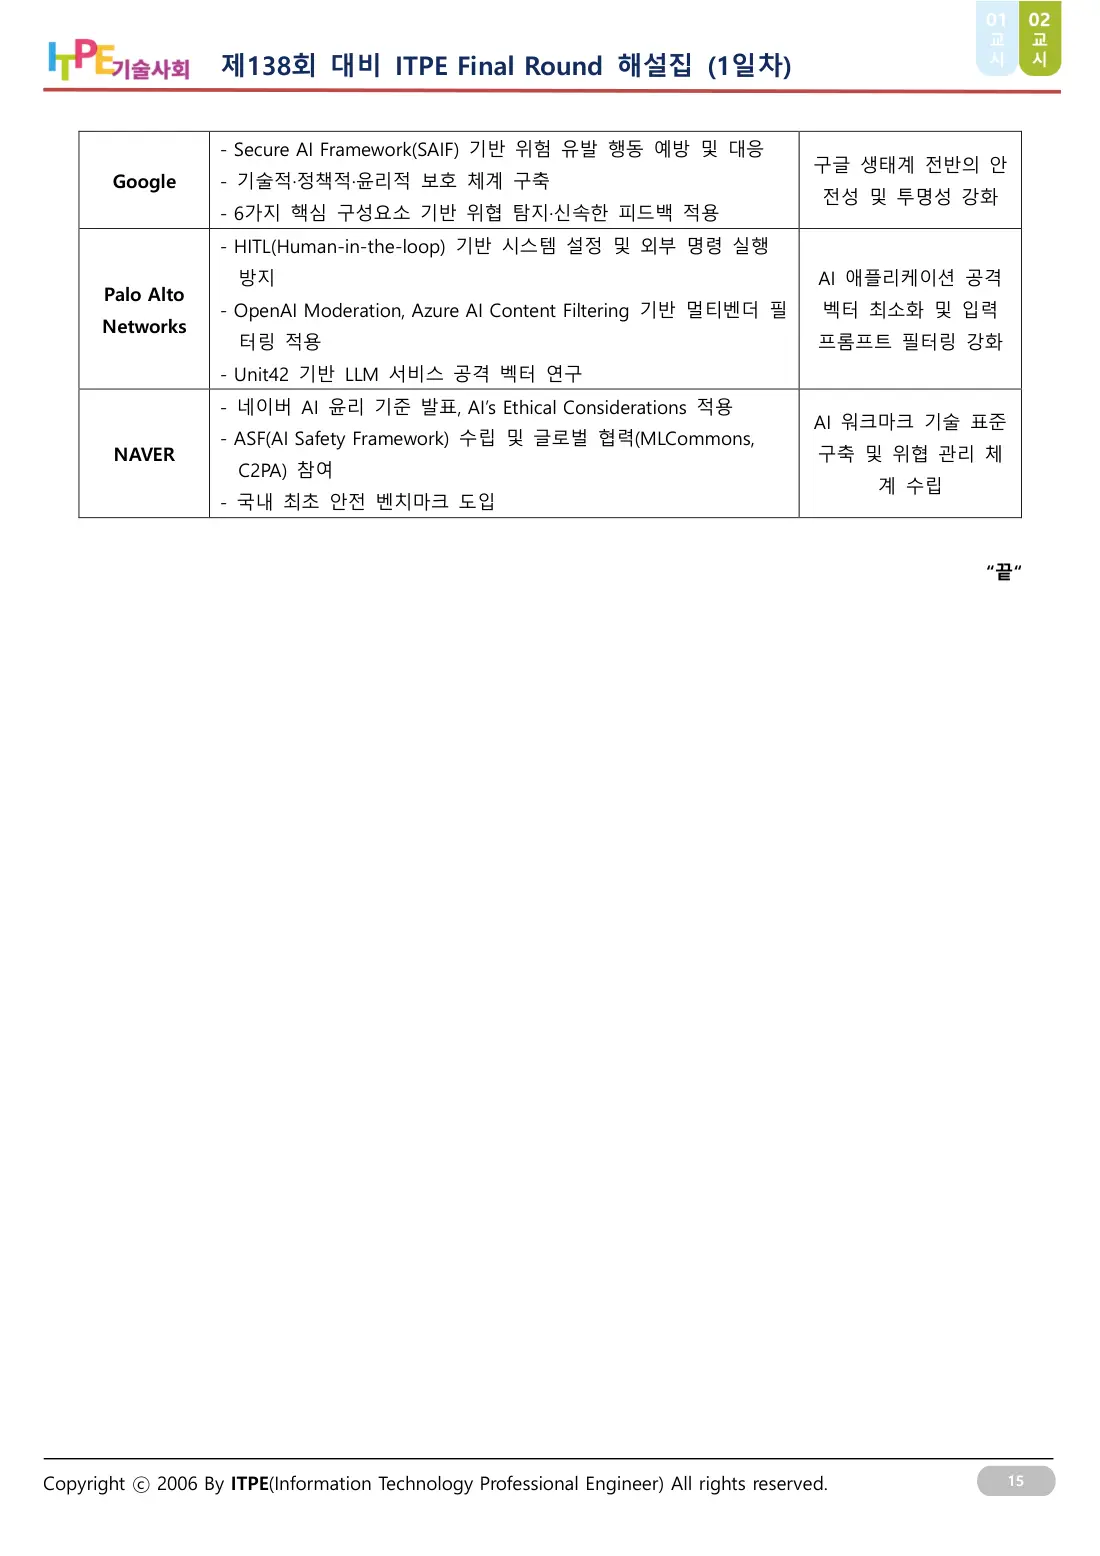 01
교
시
02
교
시
ITPE기술사회 제138회 대비 ITPE Final Round 해설집 (1일차)
Google
- Secure AI Framework(SAIF) 기반 위험 유발 행동 예방 및 대응
- 기술적·정책적·윤리적 보호 체계 구축
- 6가지 핵심 구성요소 기반 위협 탐지·신속한 피드백 적용
구글 생태계 전반의 안
전성 및 투명성 강화
Palo Alto
Networks
- HITL(Human-in-the-loop) 기반 시스템 설정 및 외부 명령 실행
방지
- OpenAI Moderation, Azure AI Content Filtering 기반 멀티벤더 필
터링 적용
- Unit42 기반 LLM 서비스 공격 벡터 연구
AI 애플리케이션 공격
벡터 최소화 및 입력
프롬프트 필터링 강화
NAVER
- 네이버 AI 윤리 기준 발표, AI’s Ethical Considerations 적용
- ASF(AI Safety Framework) 수립 및 글로벌 협력(MLCommons,
C2PA) 참여
- 국내 최초 안전 벤치마크 도입
AI 워크마크 기술 표준
구축 및 위협 관리 체
계 수립
“끝“
Copyright ⓒ 2006 By ITPE(Information Technology Professional Engineer) All rights reserved.
15